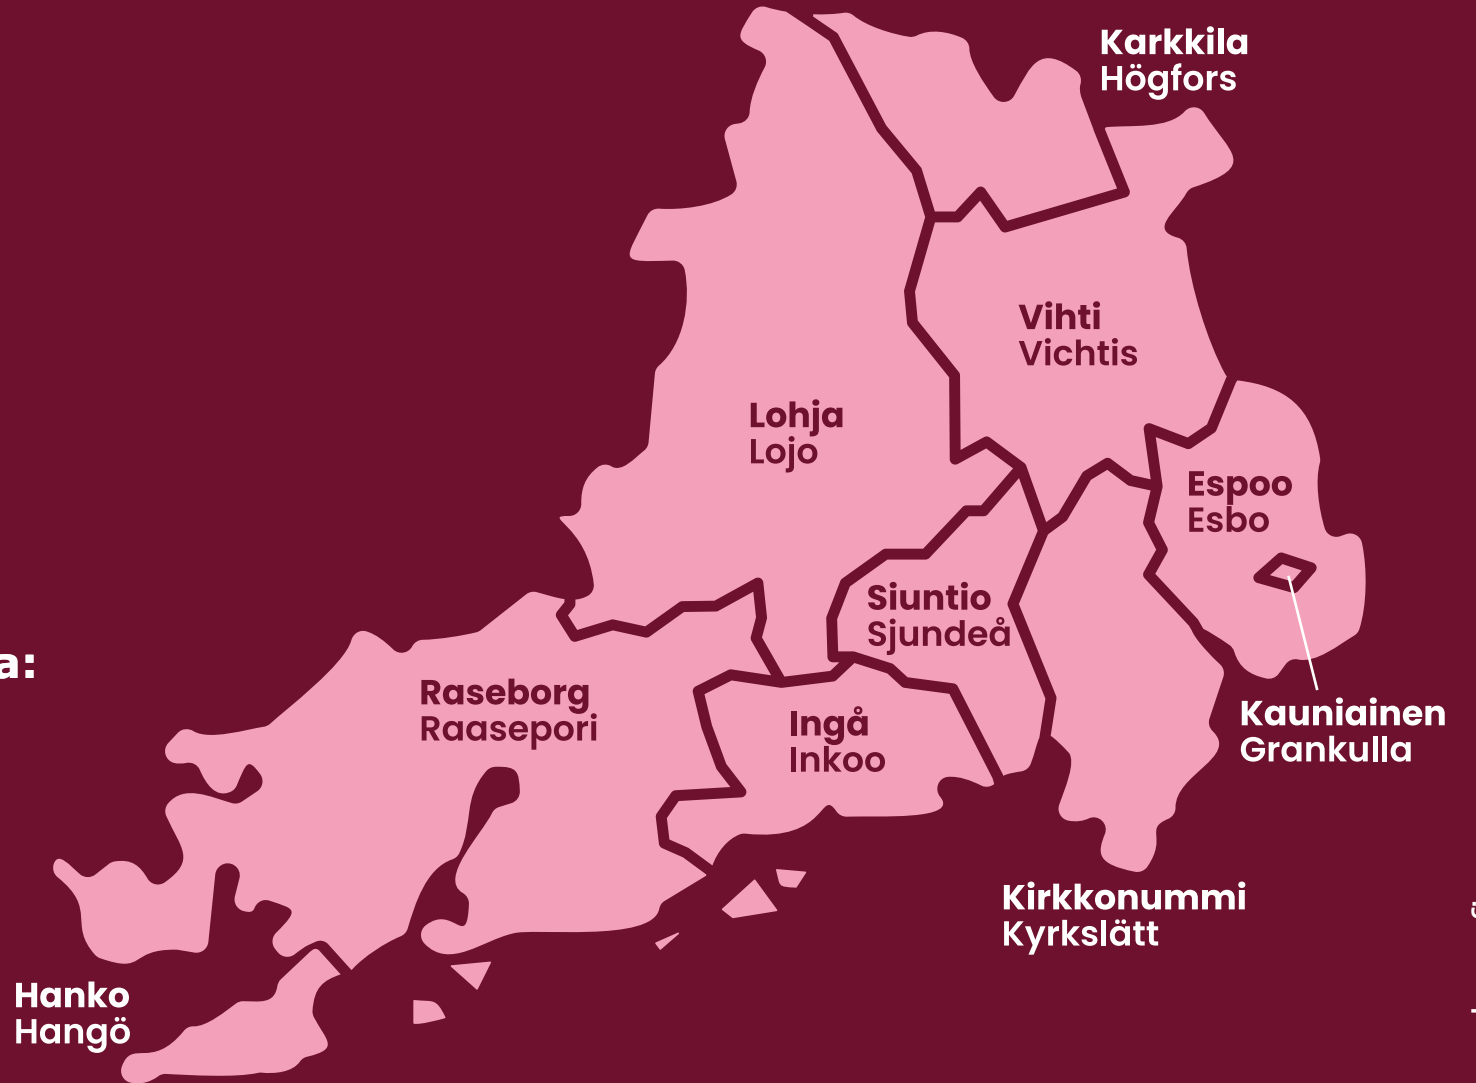 Karkkila
Högfors
Vihti
Vichtis
Lohja
Lojo
Espoo
Esbo
Siuntio
Sjundeå
a:
Raseborg
Raasepori
Ingå
Inkoo
Kauniainen
Grankulla
Kirkkonummi
Kyrkslätt
Hanko
Hangö